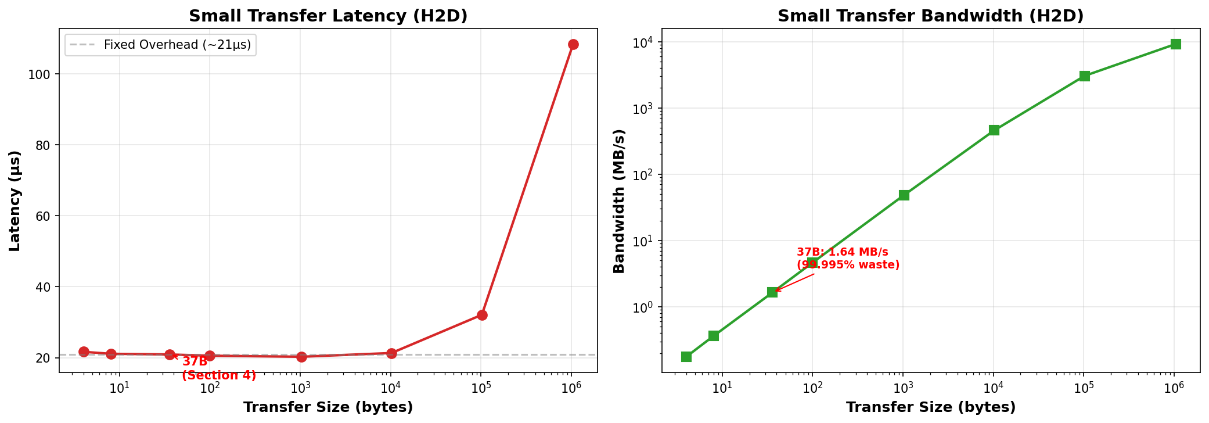 Small Transfer Latency (H2D)
Fixed Overhead (~21μs)
Latency (μs)
100
80
60
40
20
37B
(Section 4)
10¹
10²
10³
10⁴
10⁵
10⁶
Transfer Size (bytes)
Small Transfer Bandwidth (H2D)
Bandwidth (MB/s)
10⁴
10³
10²
10¹
10⁰
37B: 1.64 MB/s
(99.995% waste)
10¹
10²
10³
10⁴
10⁵
10⁶
Transfer Size (bytes)